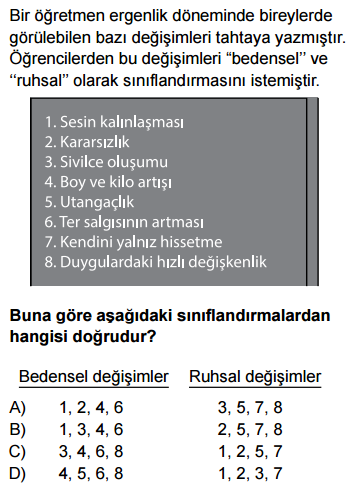 Bir öğretmen ergenlik döneminde bireylerde
görülebilen bazı değişimleri tahtaya yazmıştır.
Öğrencilerden bu değişimleri “bedensel’’ ve
‘‘ruhsal’’ olarak sınıflandırmasını istemiştir.
1. Sesin kalınlaşması
2. Kararsızlık
3. Sivilce oluşumu
4. Boy ve kilo artışı
5. Utangaçlık
6. Ter salgısının artması
7. Kendini yalnız hissetme
8. Duygulardaki hızlı değişkenlik
Buna göre aşağıdaki sınıflandırmalardan
hangisi doğrudur?
Bedensel değişimler Ruhsal değişimler
A) 1, 2, 4, 6 3, 5, 7, 8
B) 1, 3, 4, 6 2, 5, 7, 8
C) 3, 4, 6, 8 1, 2, 5, 7
D) 4, 5, 6, 8 1, 2, 3, 7